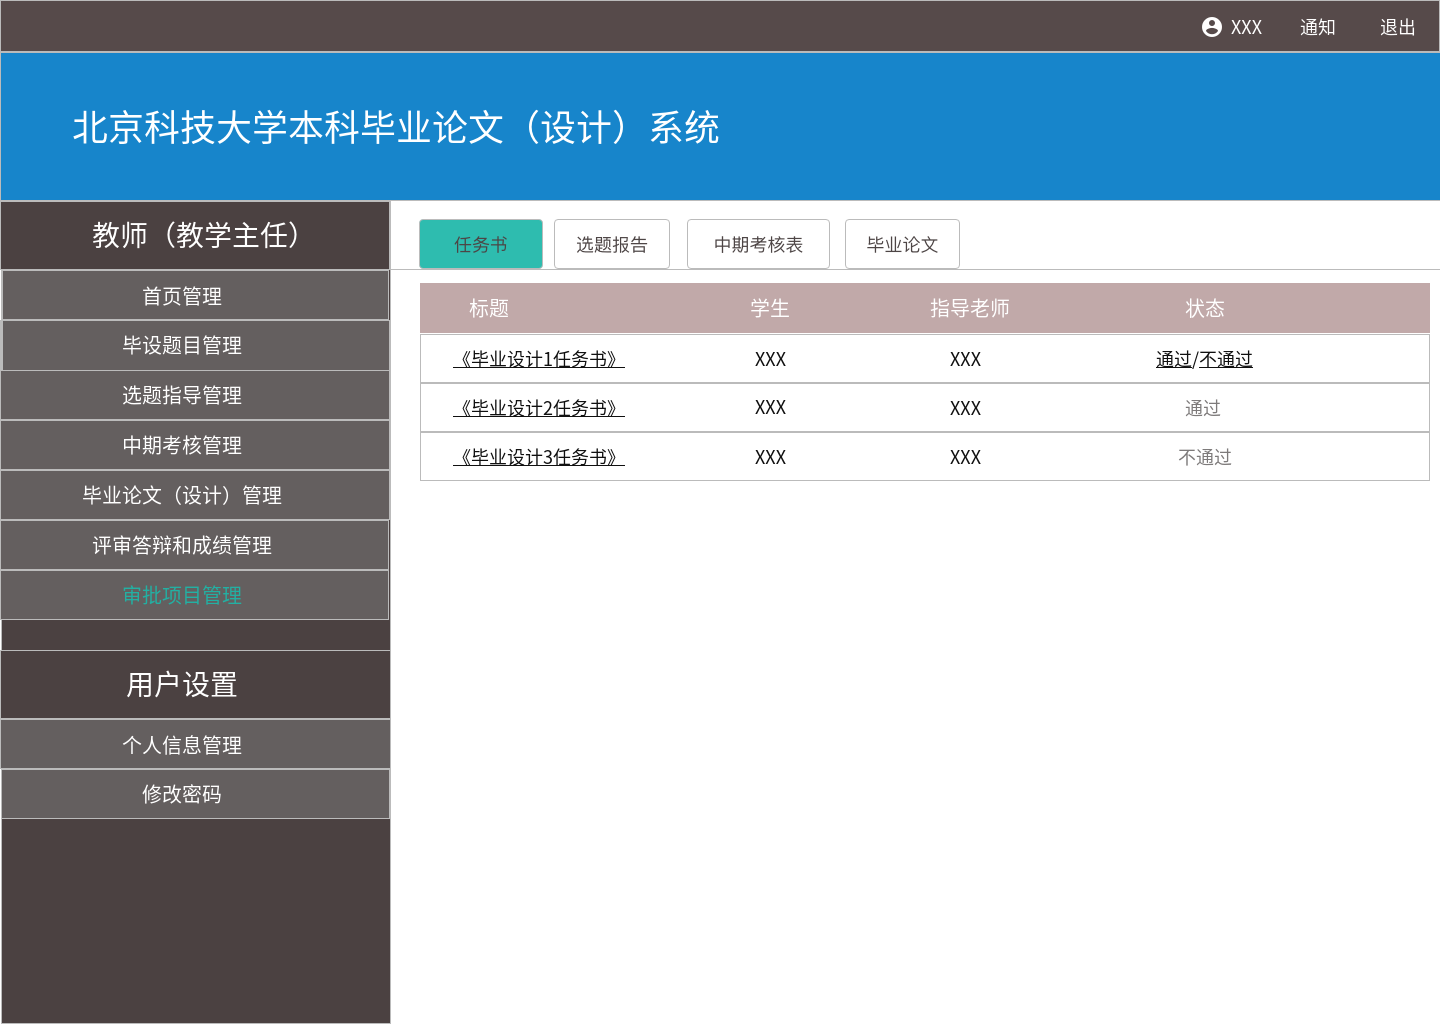 XXX 通知 退出
北京科技大学本科毕业论文（设计）系统
教师（教学主任）
首页管理
毕设题目管理
选题指导管理
中期考核管理
毕业论文（设计）管理
评审答辩和成绩管理
审批项目管理
用户设置
个人信息管理
修改密码
任务书 选题报告 中期考核表 毕业论文
标题 学生 指导老师 状态
《毕业设计1任务书》 XXX XXX 通过/不通过
《毕业设计2任务书》 XXX XXX 通过
《毕业设计3任务书》 XXX XXX 不通过